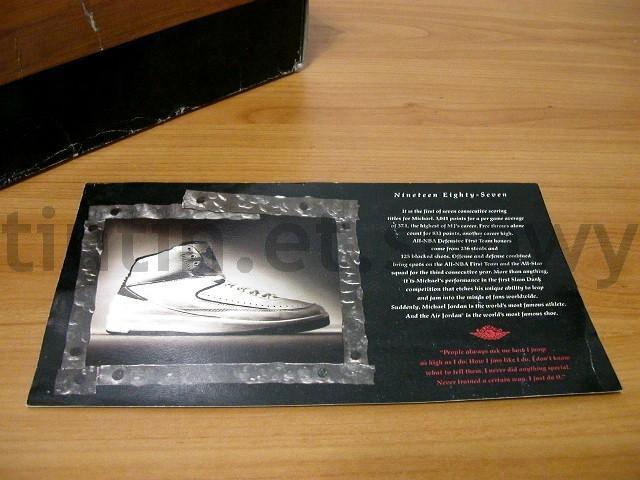 Nineteen Eighty-Seven
It is the first of seven consecutive scoring
titles for Michael. 3,041 points for a per game average
of 37.1, the highest of MJ's career. Free throws alone
count for 833 points, another career high.
All-NBA Defensive First Team honors
come from 236 steals and
125 blocked shots. Offense and defense combined
bring spots on the All-NBA First Team and the All-Star
squad for the third consecutive year. More than anything,
it is Michael's performance in the first Slam Dunk
competition that etches his unique ability to leap
and jam into the minds of fans worldwide.
Suddenly, Michael Jordan is the world's most famous athlete.
And the Air Jordan is the world's most famous shoe.
"People always ask me how I jump
as high as I do. How I jam like I do. I don't know
what to tell them. I never did anything special.
Never trained a certain way. I just do it."